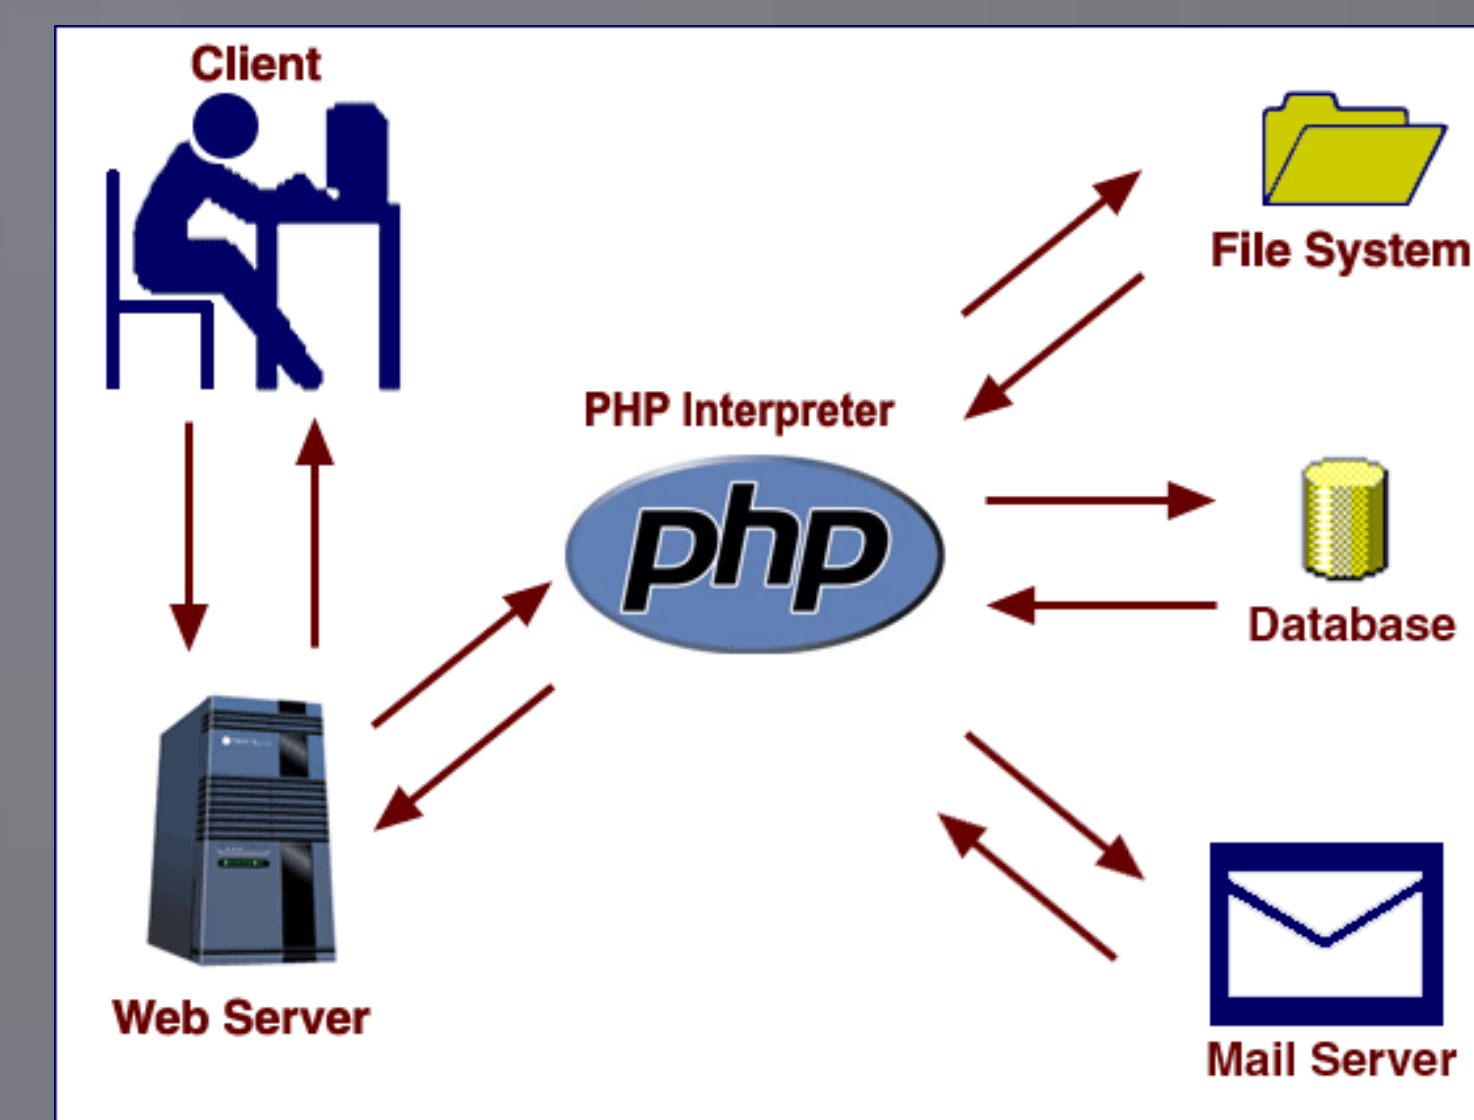 Client
File System
PHP Interpreter
php
Database
Web Server
Mail Server